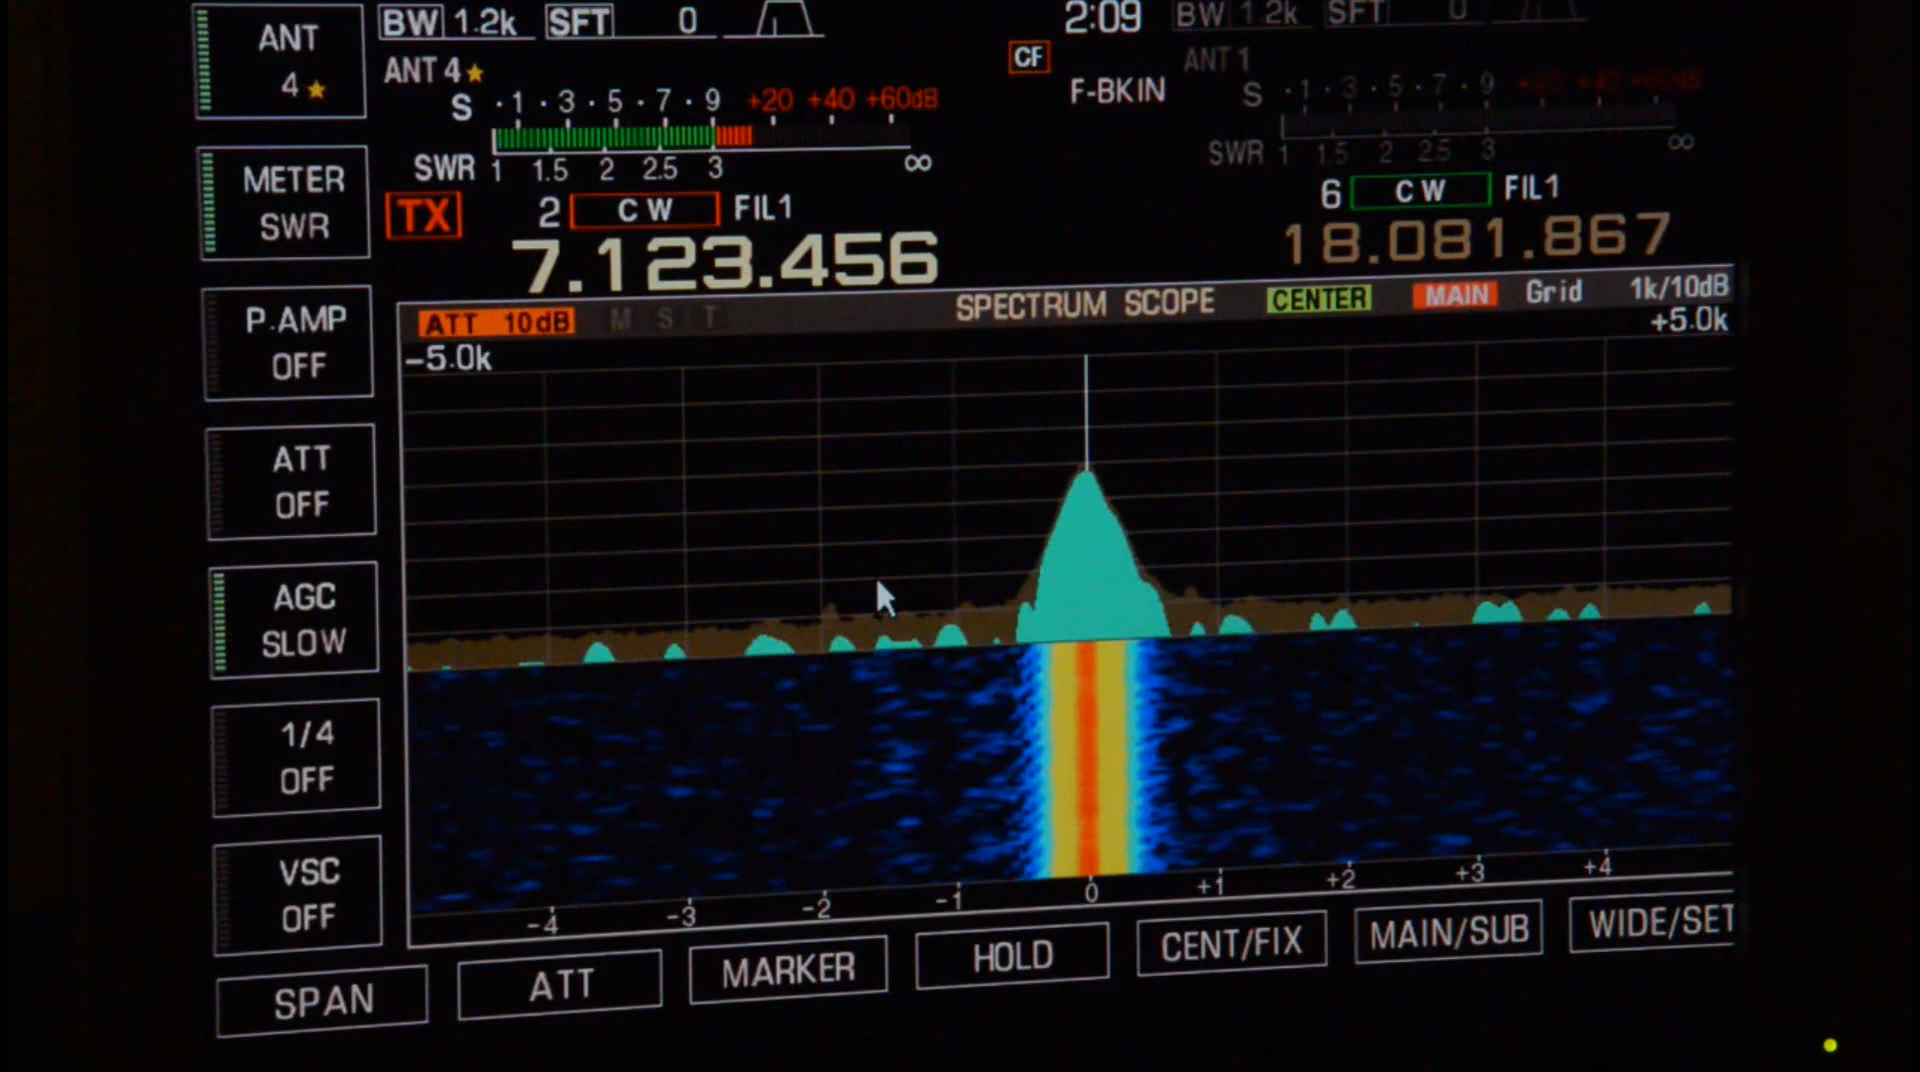 ANT
4
METER
SWR
P.AMP
OFF
ATT
OFF
AGC
SLOW
1/4
OFF
VSC
OFF
BW 1.2k SFT 0
ANT 4
S ·1·3·5·7·9 +20 +40 +60dB
SWR 1 1.5 2 2.5 3 ∞
TX 2 CW FIL1
7.123.456
2:09
CF
F-BKIN
BW 1.2k SFT 0
ANT 1
S ·1·3·5·7·9 +20 +40 +60dB
SWR 1 1.5 2 2.5 3 ∞
6 CW FIL1
18.081.867
ATT 10dB M S T SPECTRUM SCOPE CENTER MAIN Grid 1k/10dB
-5.0k +5.0k
-4 -3 -2 -1 0 +1 +2 +3 +4
SPAN ATT MARKER HOLD CENT/FIX MAIN/SUB WIDE/SET